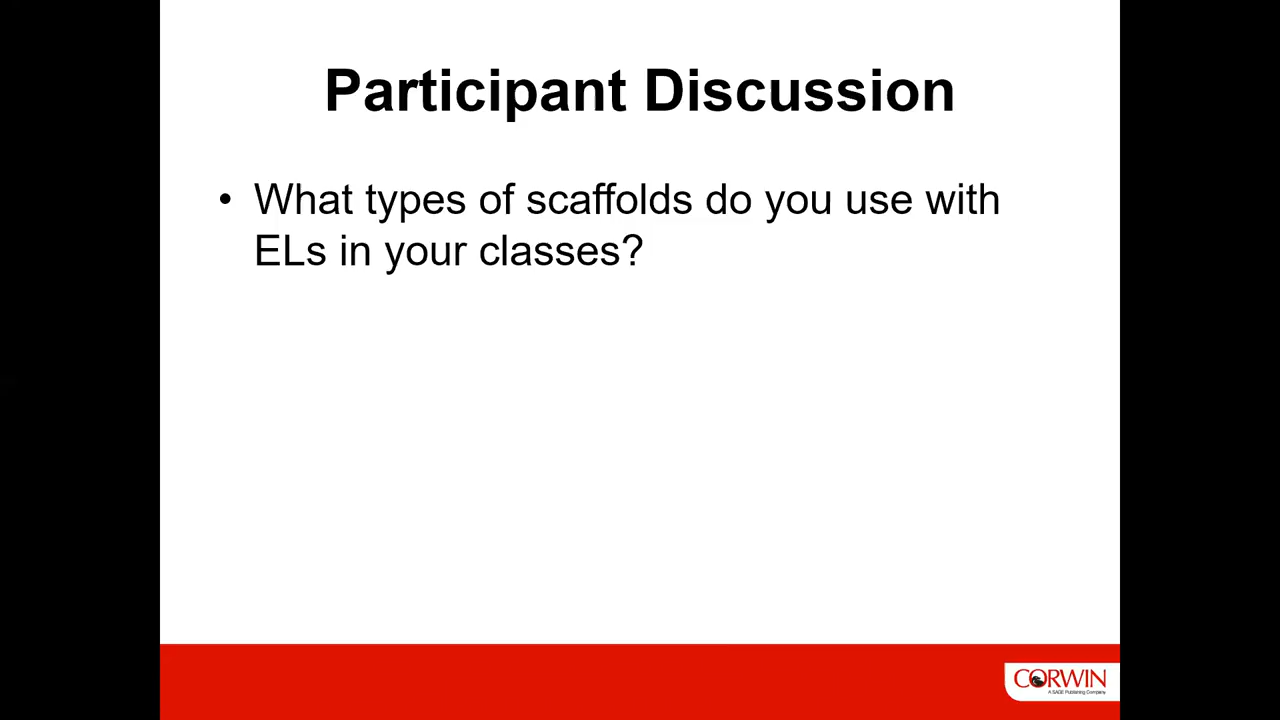 Participant Discussion
• What types of scaffolds do you use with
ELs in your classes?
CORWIN
A SAGE Publishing Company